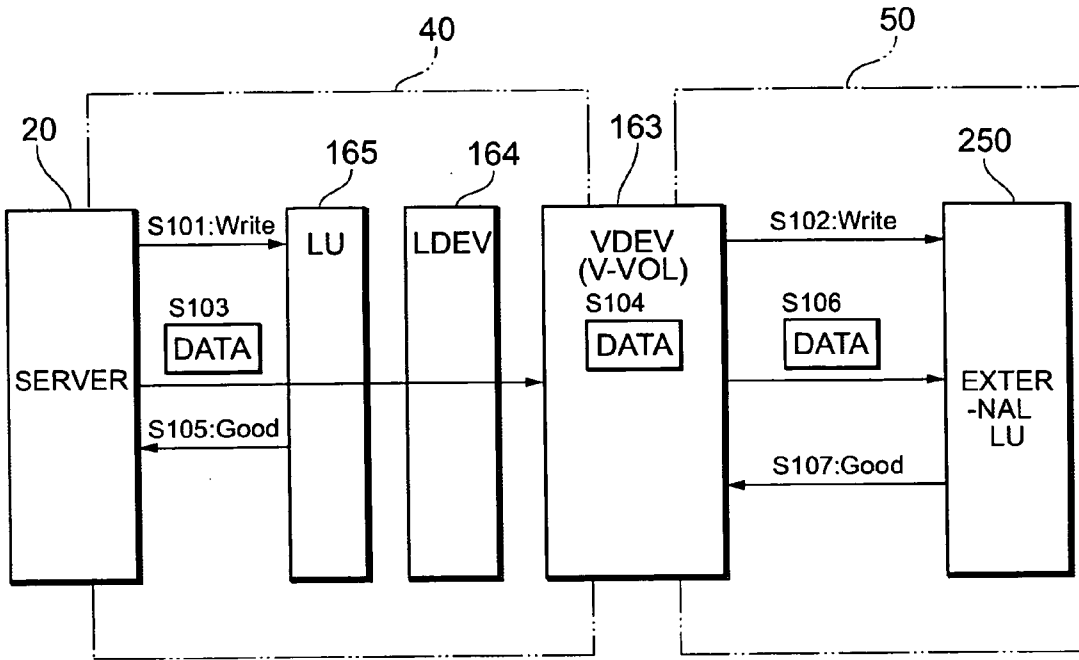 40
50
20
165
164
163
250
S101:Write
LU
LDEV
VDEV
(V-VOL)
S102:Write
S103
DATA
S104
DATA
S106
DATA
SERVER
EXTER
-NAL
LU
S105:Good
S107:Good